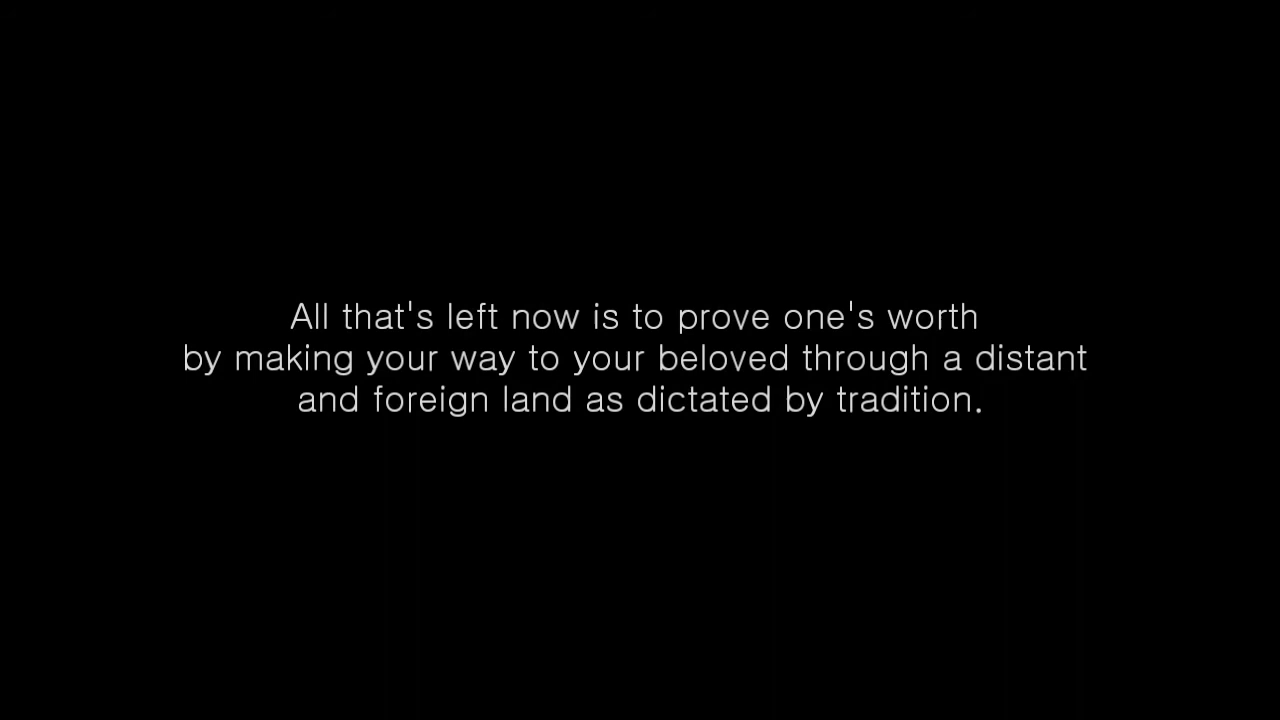 All that's left now is to prove one's worth
by making your way to your beloved through a distant
and foreign land as dictated by tradition.